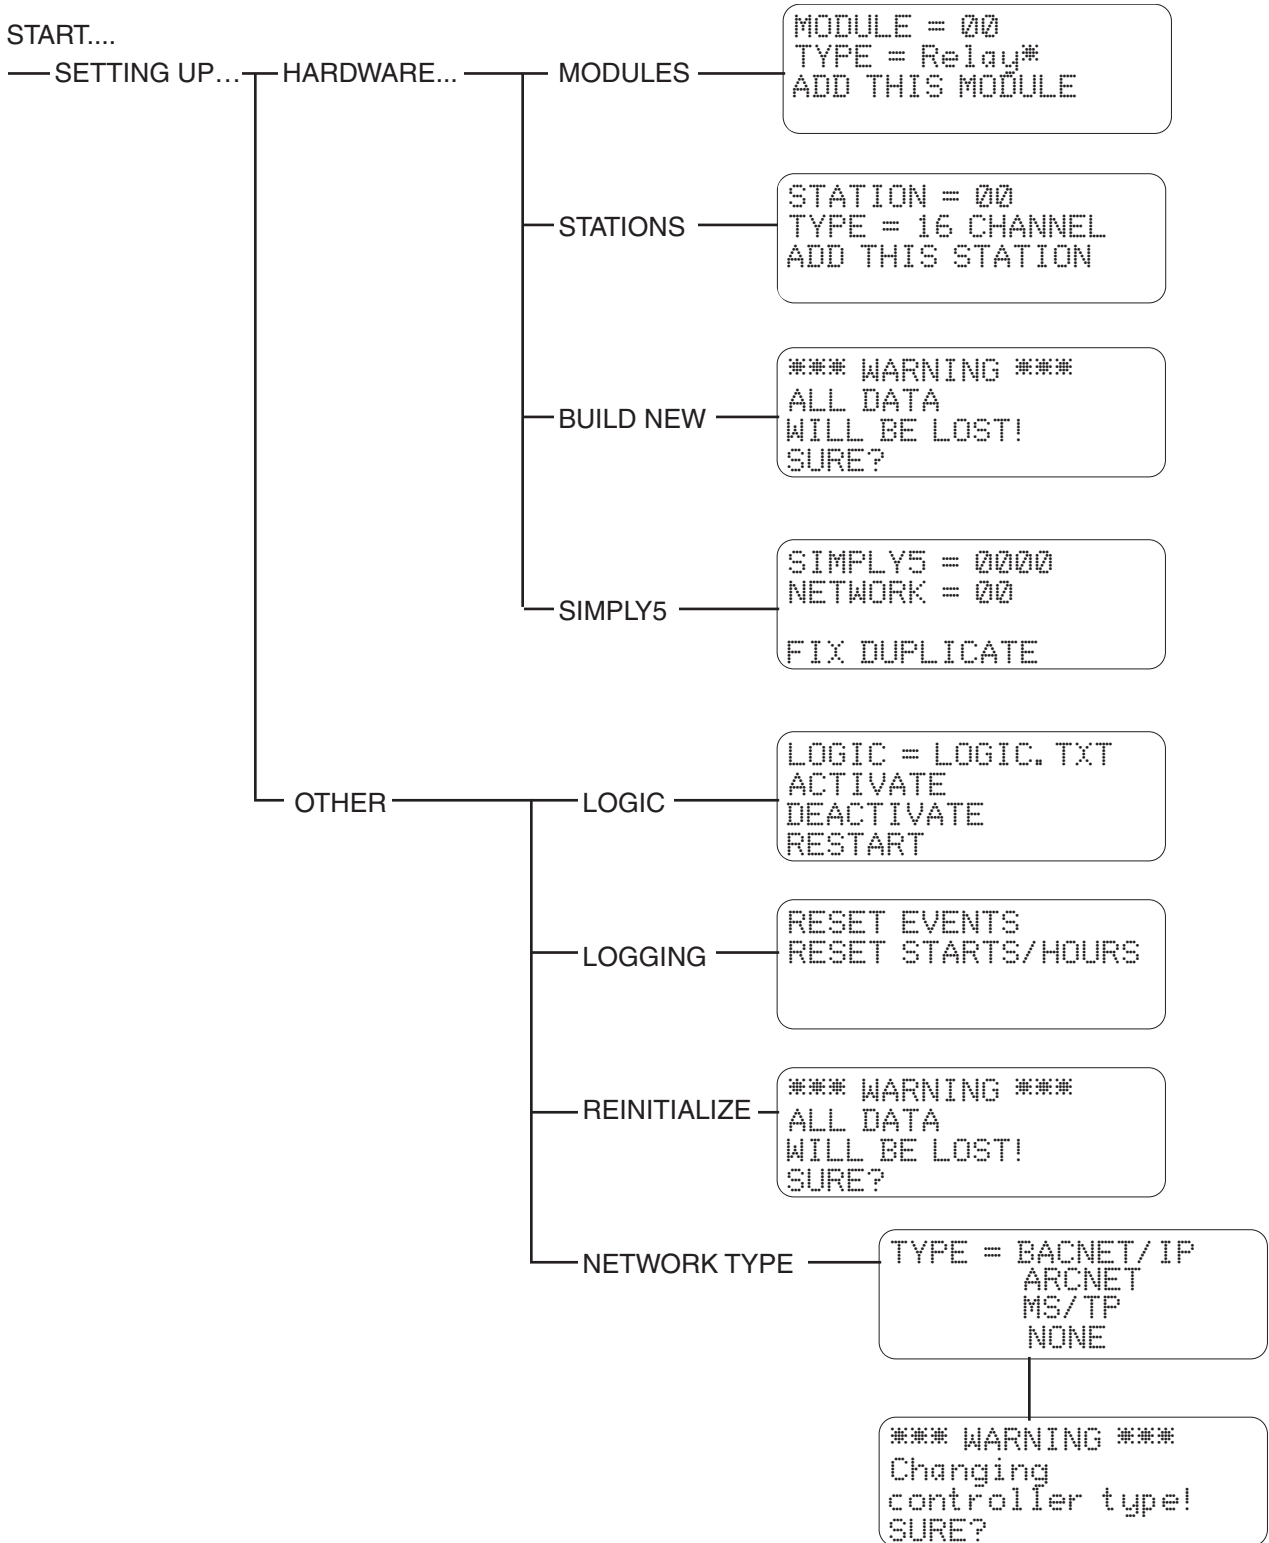 START....
SETTING UP…
HARDWARE...
MODULES
MODULE = 00
TYPE = Relay*
ADD THIS MODULE
STATIONS
STATION = 00
TYPE = 16 CHANNEL
ADD THIS STATION
BUILD NEW
*** WARNING ***
ALL DATA
WILL BE LOST!
SURE?
SIMPLY5
SIMPLY5 = 0000
NETWORK = 00
FIX DUPLICATE
OTHER
LOGIC
LOGIC = LOGIC.TXT
ACTIVATE
DEACTIVATE
RESTART
LOGGING
RESET EVENTS
RESET STARTS/HOURS
REINITIALIZE
*** WARNING ***
ALL DATA
WILL BE LOST!
SURE?
NETWORK TYPE
TYPE = BACNET/IP
ARCNET
MS/TP
NONE
*** WARNING ***
Changing
controller type!
SURE?